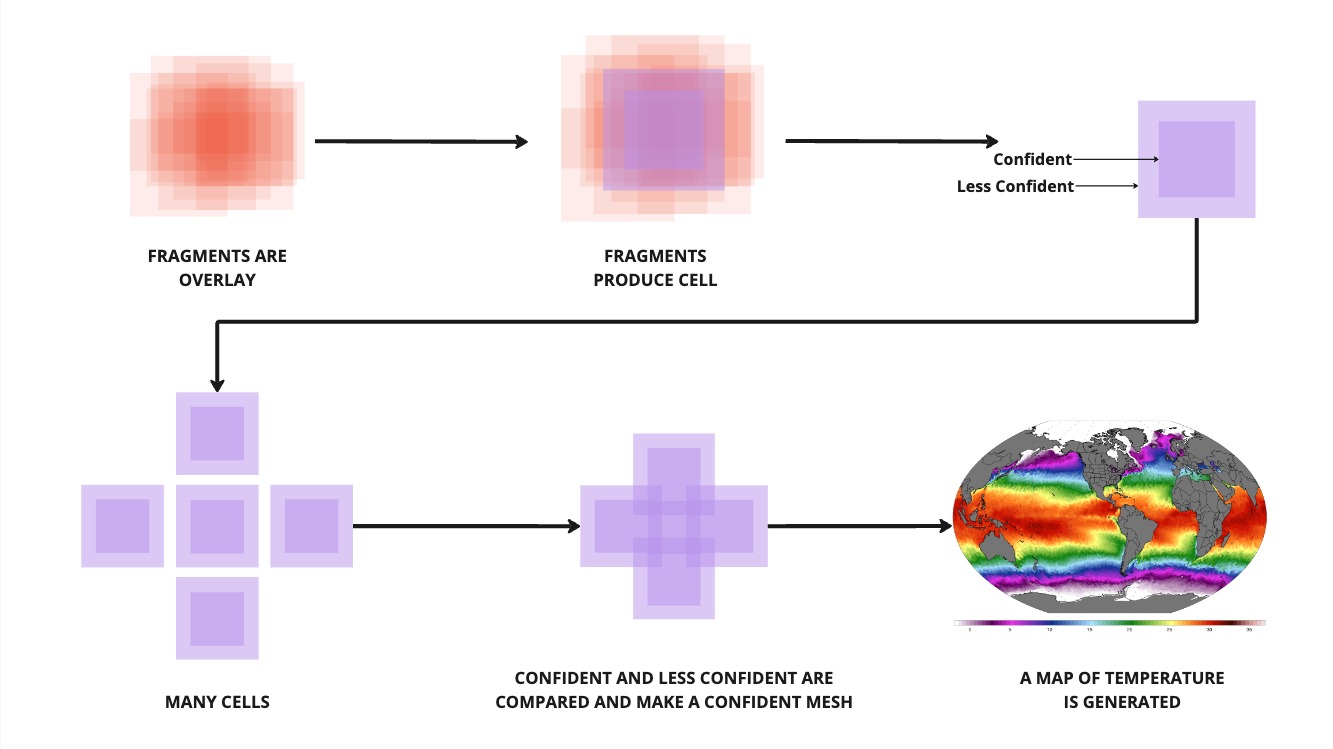 Confident
Less Confident
FRAGMENTS ARE
OVERLAY
FRAGMENTS
PRODUCE CELL
MANY CELLS
CONFIDENT AND LESS CONFIDENT ARE
COMPARED AND MAKE A CONFIDENT MESH
A MAP OF TEMPERATURE
IS GENERATED
0 5 10 15 20 25 30 35